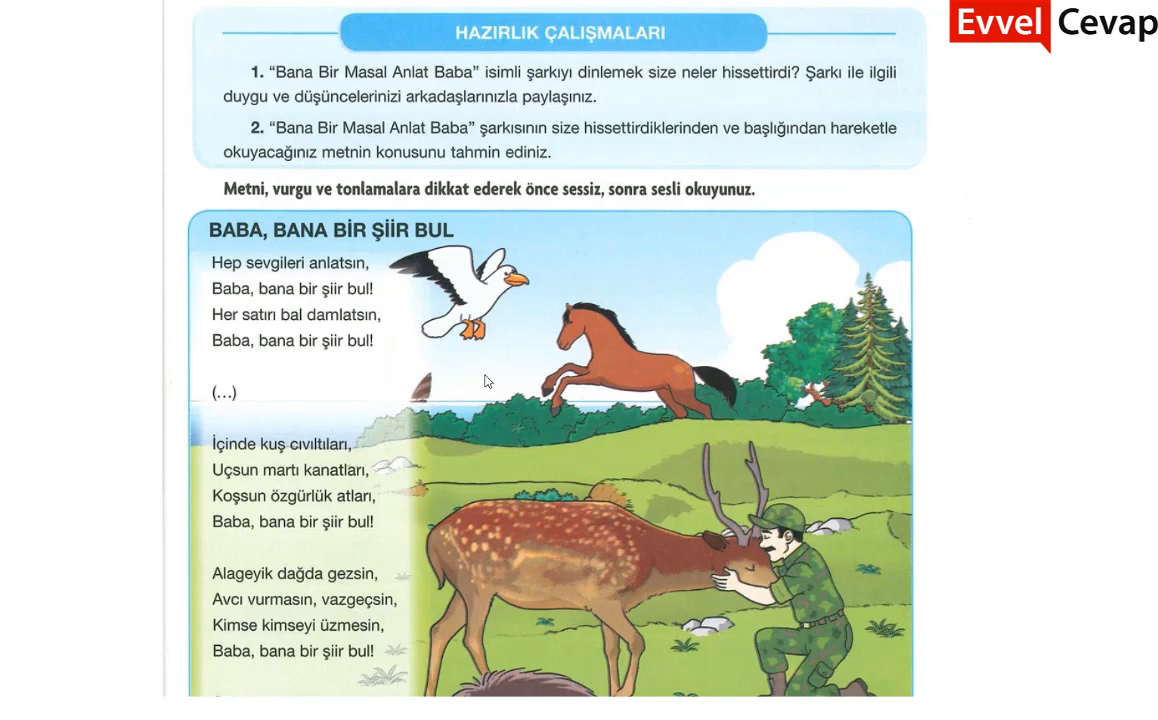 Evvel Cevap
HAZIRLIK ÇALIŞMALARI
1. “Bana Bir Masal Anlat Baba” isimli şarkıyı dinlemek size neler hissettirdi? Şarkı ile ilgili
duygu ve düşüncelerinizi arkadaşlarınızla paylaşınız.
2. “Bana Bir Masal Anlat Baba” şarkısının size hissettirdiklerinden ve başlığından hareketle
okuyacağınız metnin konusunu tahmin ediniz.
Metni, vurgu ve tonlamalara dikkat ederek önce sessiz, sonra sesli okuyunuz.
BABA, BANA BİR ŞİİR BUL
Hep sevgileri anlatsın,
Baba, bana bir şiir bul!
Her satırı bal damlatsın,
Baba, bana bir şiir bul!
(...)
İçinde kuş cıvıltıları,
Uçsun martı kanatları,
Koşsun özgürlük atları,
Baba, bana bir şiir bul!
Alageyik dağda gezsin,
Avcı vurmasın, vazgeçsin,
Kimse kimseyi üzmesin,
Baba, bana bir şiir bul!